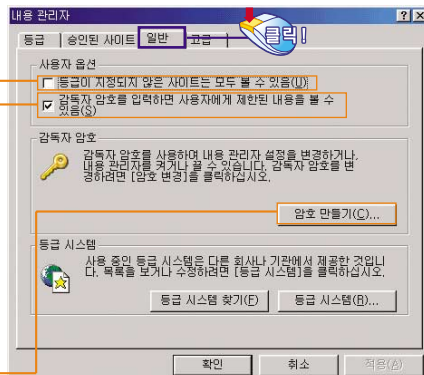 내용 관리자
등급 승인된 사이트 일반 고급
클릭!
사용자 옵션
등급이 지정되지 않은 사이트는 모두 볼 수 있음(U)
감독자 암호를 입력하면 사용자에게 제한된 내용을 볼 수
있음(S)
감독자 암호
감독자 암호를 사용하여 내용 관리자 설정을 변경하거나,
내용 관리자를 켜거나 끌 수 있습니다. 감독자 암호를 변
경하려면 [암호 변경]을 클릭하십시오.
암호 만들기(C)...
등급 시스템
사용 중인 등급 시스템은 다른 회사나 기관에서 제공한 것입니
다. 목록을 보거나 수정하려면 [등급 시스템]을 클릭하십시오.
등급 시스템 찾기(F) 등급 시스템(R)...
확인 취소 적용(A)